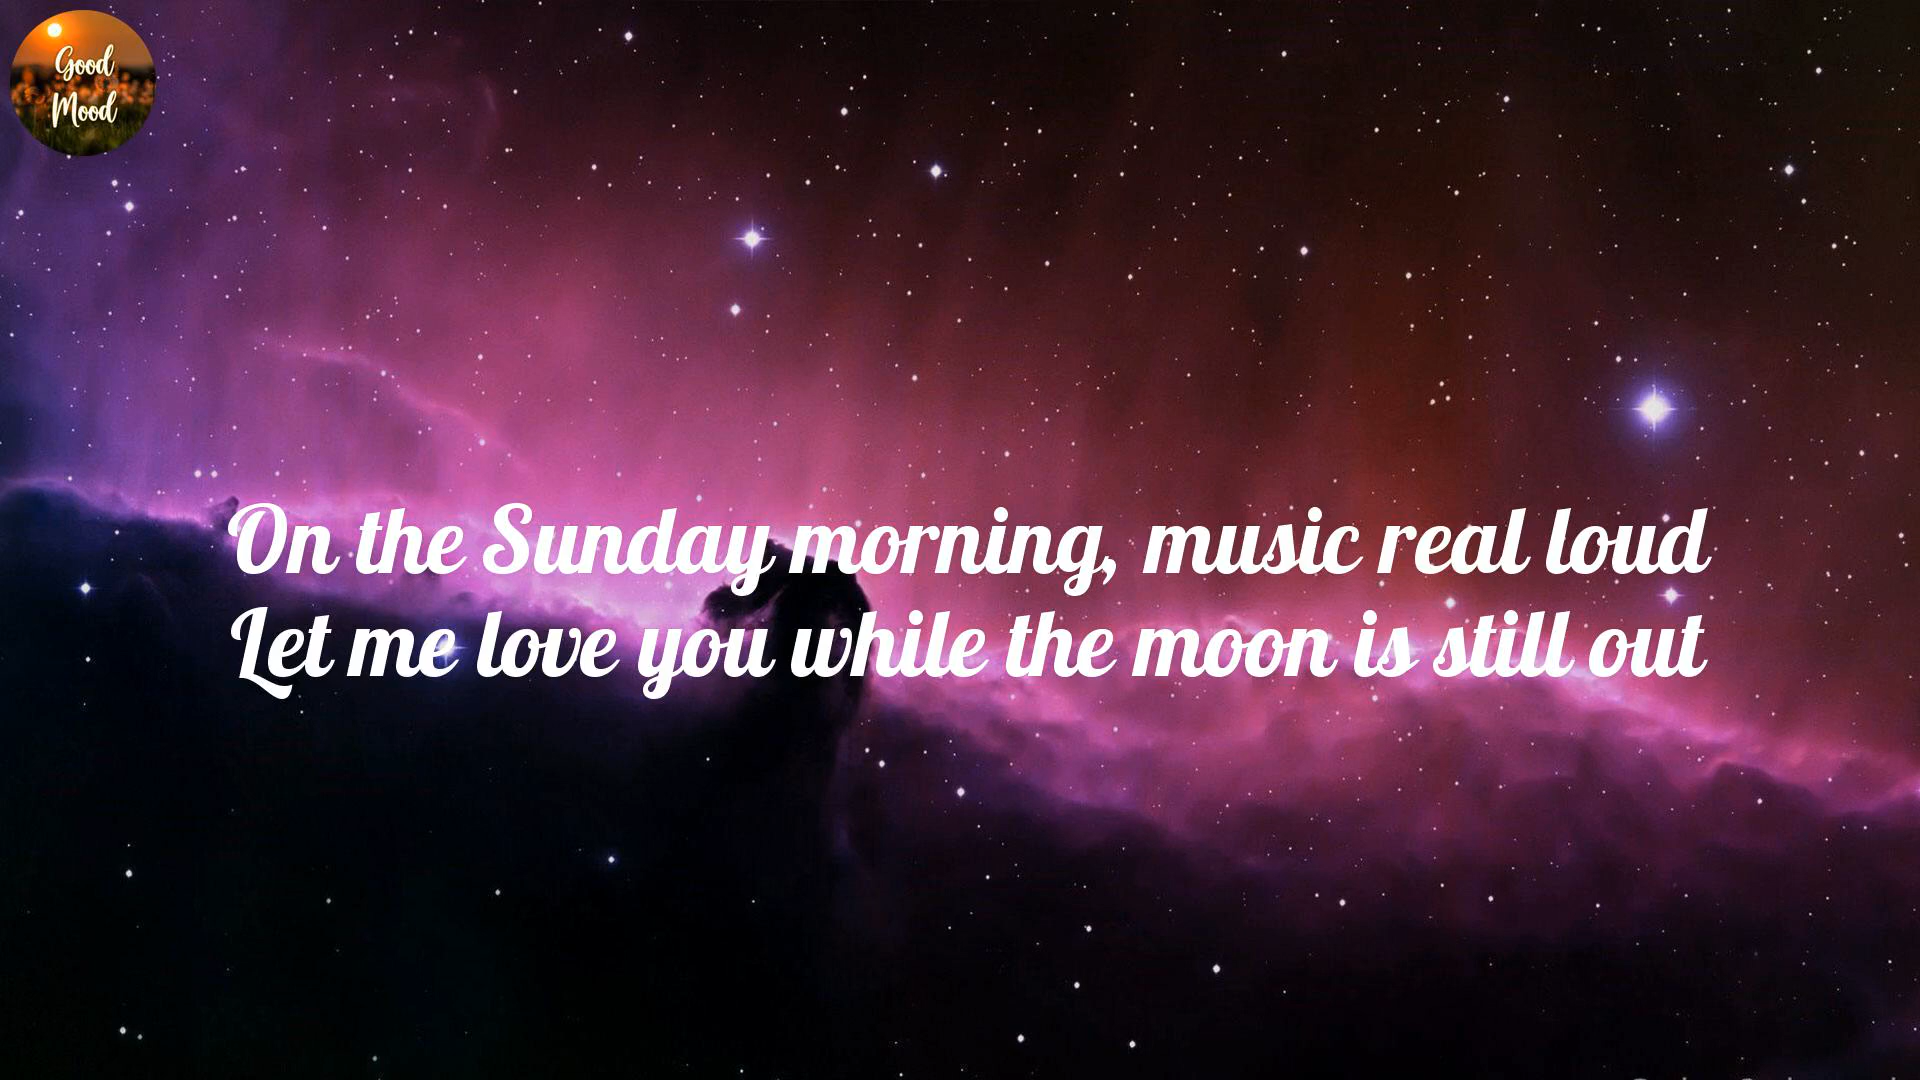 Good
Mood
On the Sunday morning, music real loud
Let me love you while the moon is still out